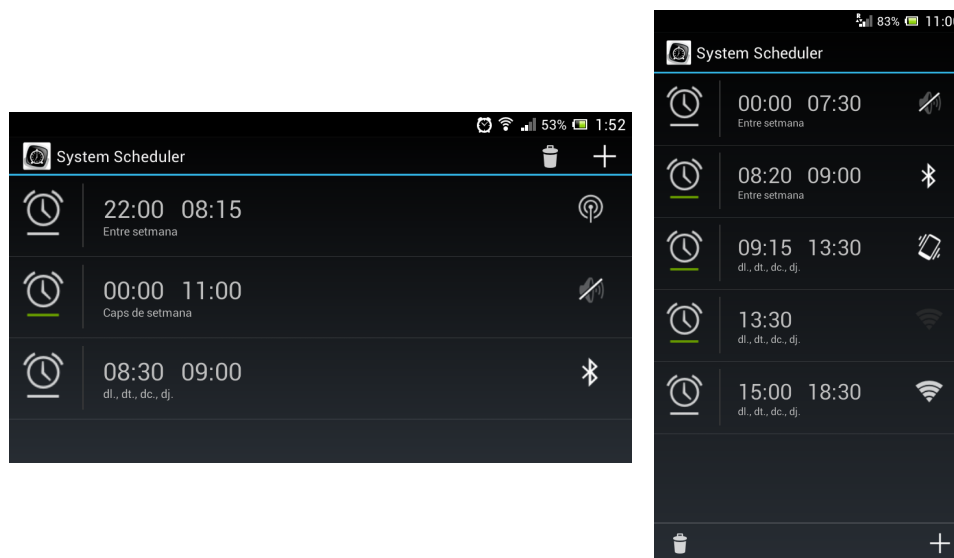 53% 1:52
System Scheduler
22:00 08:15
Entre setmana
00:00 11:00
Caps de setmana
08:30 09:00
dl., dt., dc., dj.
83%
System Scheduler
00:00 07:30
Entre setmana
08:20 09:00
Entre setmana
09:15 13:30
dl., dt., dc., dj.
13:30
dl., dt., dc., dj.
15:00 18:30
dl., dt., dc., dj.